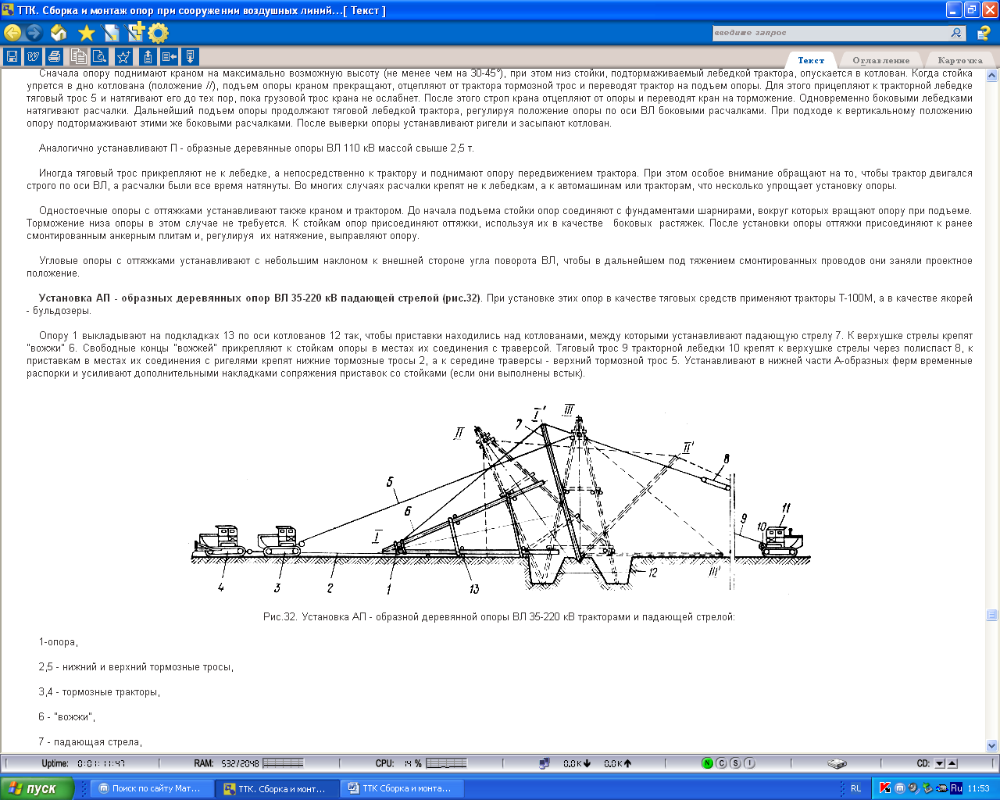 ТТК. Сборка и монтаж опор при сооружении воздушных линий...[ Текст ]
введите запрос
Текст Оглавление Карточка
Сначала опору поднимают краном на максимально возможную высоту (не менее чем на 30-45°), при этом низ стойки, подтормаживаемый лебедкой трактора, опускается в котлован. Когда стойка
упрется в дно котлована (положение //), подъем опоры краном прекращают, отцепляют от трактора тормозной трос и переводят трактор на подъем опоры. Для этого прицепляют к тракторной лебедке
тяговый трос 5 и натягивают его до тех пор, пока грузовой трос крана не ослабнет. После этого строп крана отцепляют от опоры и переводят кран на торможение. Одновременно боковыми лебедками
натягивают расчалки. Дальнейший подъем опоры продолжают тяговой лебедкой трактора, регулируя положение опоры по оси ВЛ боковыми расчалками. При подходе к вертикальному положению
опору подтормаживают этими же боковыми расчалками. После выверки опоры устанавливают ригели и засыпают котлован.
Аналогично устанавливают П - образные деревянные опоры ВЛ 110 кВ массой свыше 2,5 т.
Иногда тяговый трос прикрепляют не к лебедке, а непосредственно к трактору и поднимают опору передвижением трактора. При этом особое внимание обращают на то, чтобы трактор двигался
строго по оси ВЛ, а расчалки были все время натянуты. Во многих случаях расчалки крепят не к лебедкам, а к автомашинам или тракторам, что несколько упрощает установку опоры.
Одностоечные опоры с оттяжками устанавливают также краном и трактором. До начала подъема стойки опор соединяют с фундаментами шарнирами, вокруг которых вращают опору при подъеме.
Торможение низа опоры в этом случае не требуется. К стойкам опор присоединяют оттяжки, используя их в качестве боковых растяжек. После установки опоры оттяжки присоединяют к ранее
смонтированным анкерным плитам и, регулируя их натяжение, выправляют опору.
Угловые опоры с оттяжками устанавливают с небольшим наклоном к внешней стороне угла поворота ВЛ, чтобы в дальнейшем под тяжением смонтированных проводов они заняли проектное
положение.
Установка АП - образных деревянных опор ВЛ 35-220 кВ падающей стрелой (рис.32). При установке этих опор в качестве тяговых средств применяют тракторы Т-100М, а в качестве якорей
- бульдозеры.
Опору 1 выкладывают на подкладках 13 по оси котлованов 12 так, чтобы приставки находились над котлованами, между которыми устанавливают падающую стрелу 7. К верхушке стрелы крепят
"вожжи" 6. Свободные концы "вожжей" прикрепляют к стойкам опоры в местах их соединения с траверсой. Тяговый трос 9 тракторной лебедки 10 крепят к верхушке стрелы через полиспаст 8, к
приставкам в местах их соединения с ригелями крепят нижние тормозные тросы 2, а к середине траверсы - верхний тормозной трос 5. Устанавливают в нижней части А-образных ферм временные
распорки и усиливают дополнительными накладками сопряжения приставок со стойками (если они выполнены встык).
I' III
II 7 II' 8
5 6 I 9 10 11
4 3 2 1 13 12 III'
Рис.32. Установка АП - образной деревянной опоры ВЛ 35-220 кВ тракторами и падающей стрелой:
1-опора,
2,5 - нижний и верхний тормозные тросы,
3,4 - тормозные тракторы,
6 - "вожжи",
7 - падающая стрела,
Uptime: 0:01:11:47 RAM: 532/2048 CPU: 14 % 0.0 K 0.0 K N C S I CD:
пуск Поиск по сайту Мат... ТТК. Сборка и монт... ТТК Сборка и монта... RL Ru 11:53